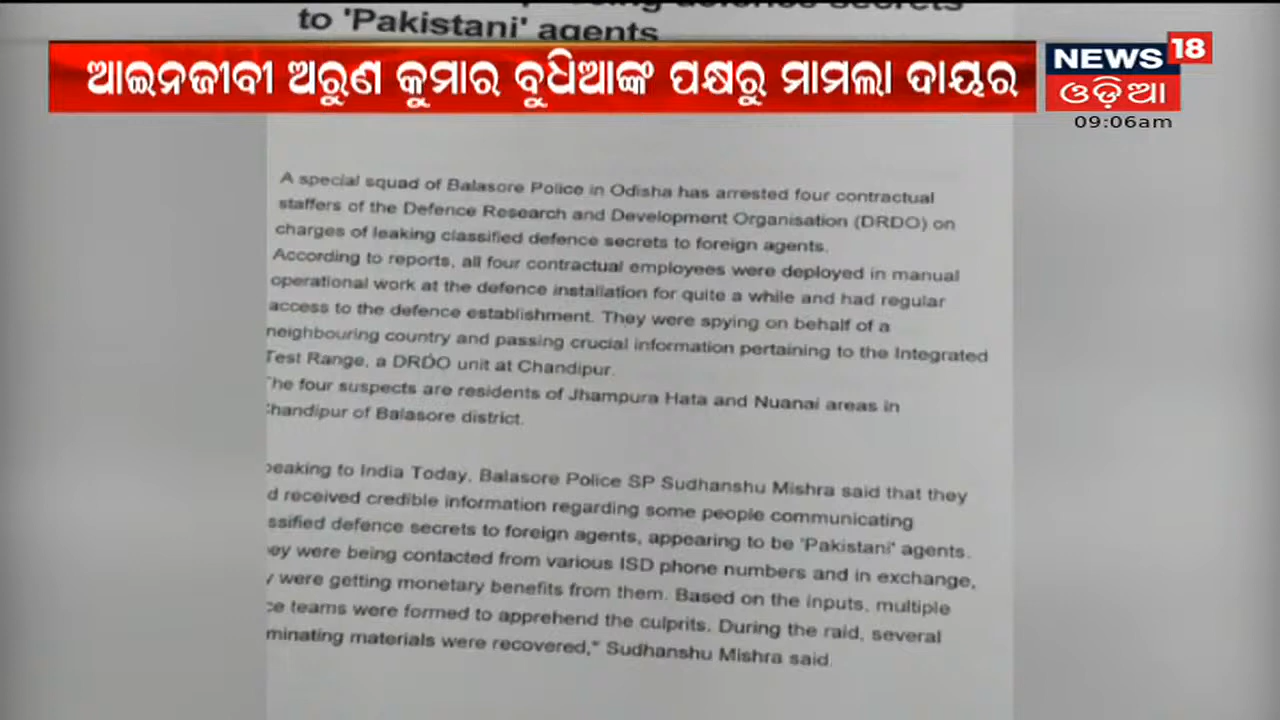 to 'Pakistani' agents
ଆଇନଜୀବୀ ଅରୁଣ କୁମାର ବୁଧିଆଙ୍କ ପକ୍ଷରୁ ମାମଲା ଦାୟର
NEWS 18
ଓଡ଼ିଆ
09:06am
A special squad of Balasore Police in Odisha has arrested four contractual
staffers of the Defence Research and Development Organisation (DRDO) on
charges of leaking classified defence secrets to foreign agents.
According to reports, all four contractual employees were deployed in manual
operational work at the defence installation for quite a while and had regular
access to the defence establishment. They were spying on behalf of a
neighbouring country and passing crucial information pertaining to the Integrated
Test Range, a DRDO unit at Chandipur.
he four suspects are residents of Jhampura Hata and Nuanai areas in
handipur of Balasore district.
peaking to India Today, Balasore Police SP Sudhanshu Mishra said that they
d received credible information regarding some people communicating
ssified defence secrets to foreign agents, appearing to be 'Pakistani' agents.
ey were being contacted from various ISD phone numbers and in exchange,
y were getting monetary benefits from them. Based on the inputs, multiple
ce teams were formed to apprehend the culprits. During the raid, several
minating materials were recovered," Sudhanshu Mishra said.